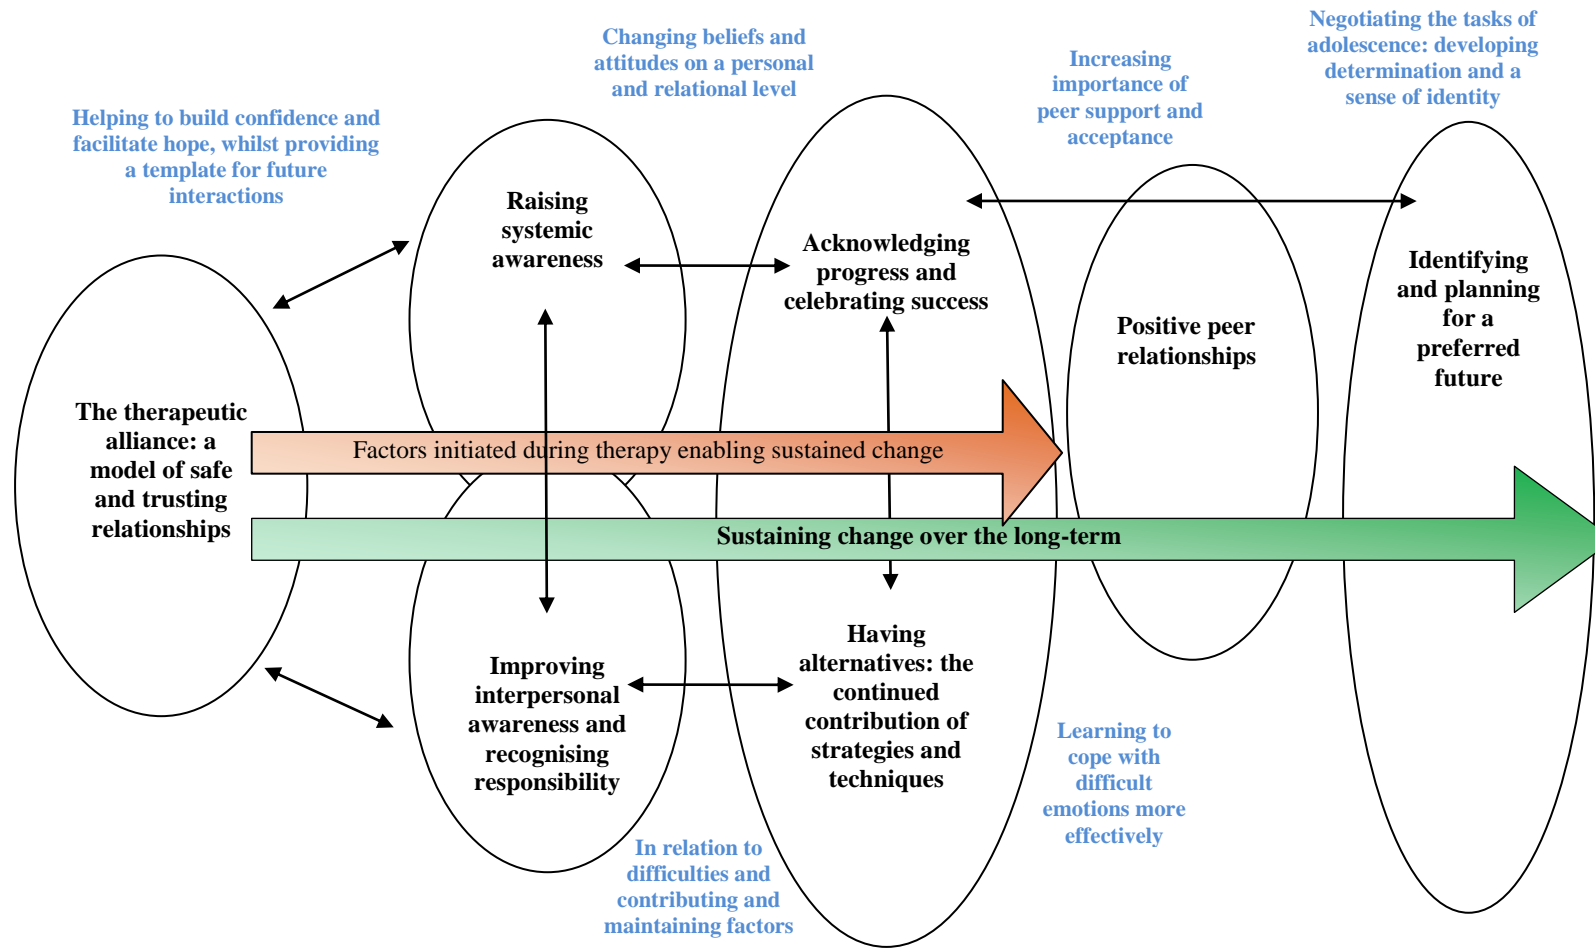 Helping to build confidence and
facilitate hope, whilst providing
a template for future
interactions
Changing beliefs and
attitudes on a personal
and relational level
Increasing
importance of
peer support and
acceptance
Negotiating the tasks of
adolescence: developing
determination and a
sense of identity
Raising
systemic
awareness
Acknowledging
progress and
celebrating success
Positive peer
relationships
Identifying
and planning
for a
preferred
future
The therapeutic
alliance: a
model of safe
and trusting
relationships
Factors initiated during therapy enabling sustained change
Sustaining change over the long-term
Improving
interpersonal
awareness and
recognising
responsibility
Having
alternatives: the
continued
contribution of
strategies and
techniques
Learning to
cope with
difficult
emotions more
effectively
In relation to
difficulties and
contributing and
maintaining factors